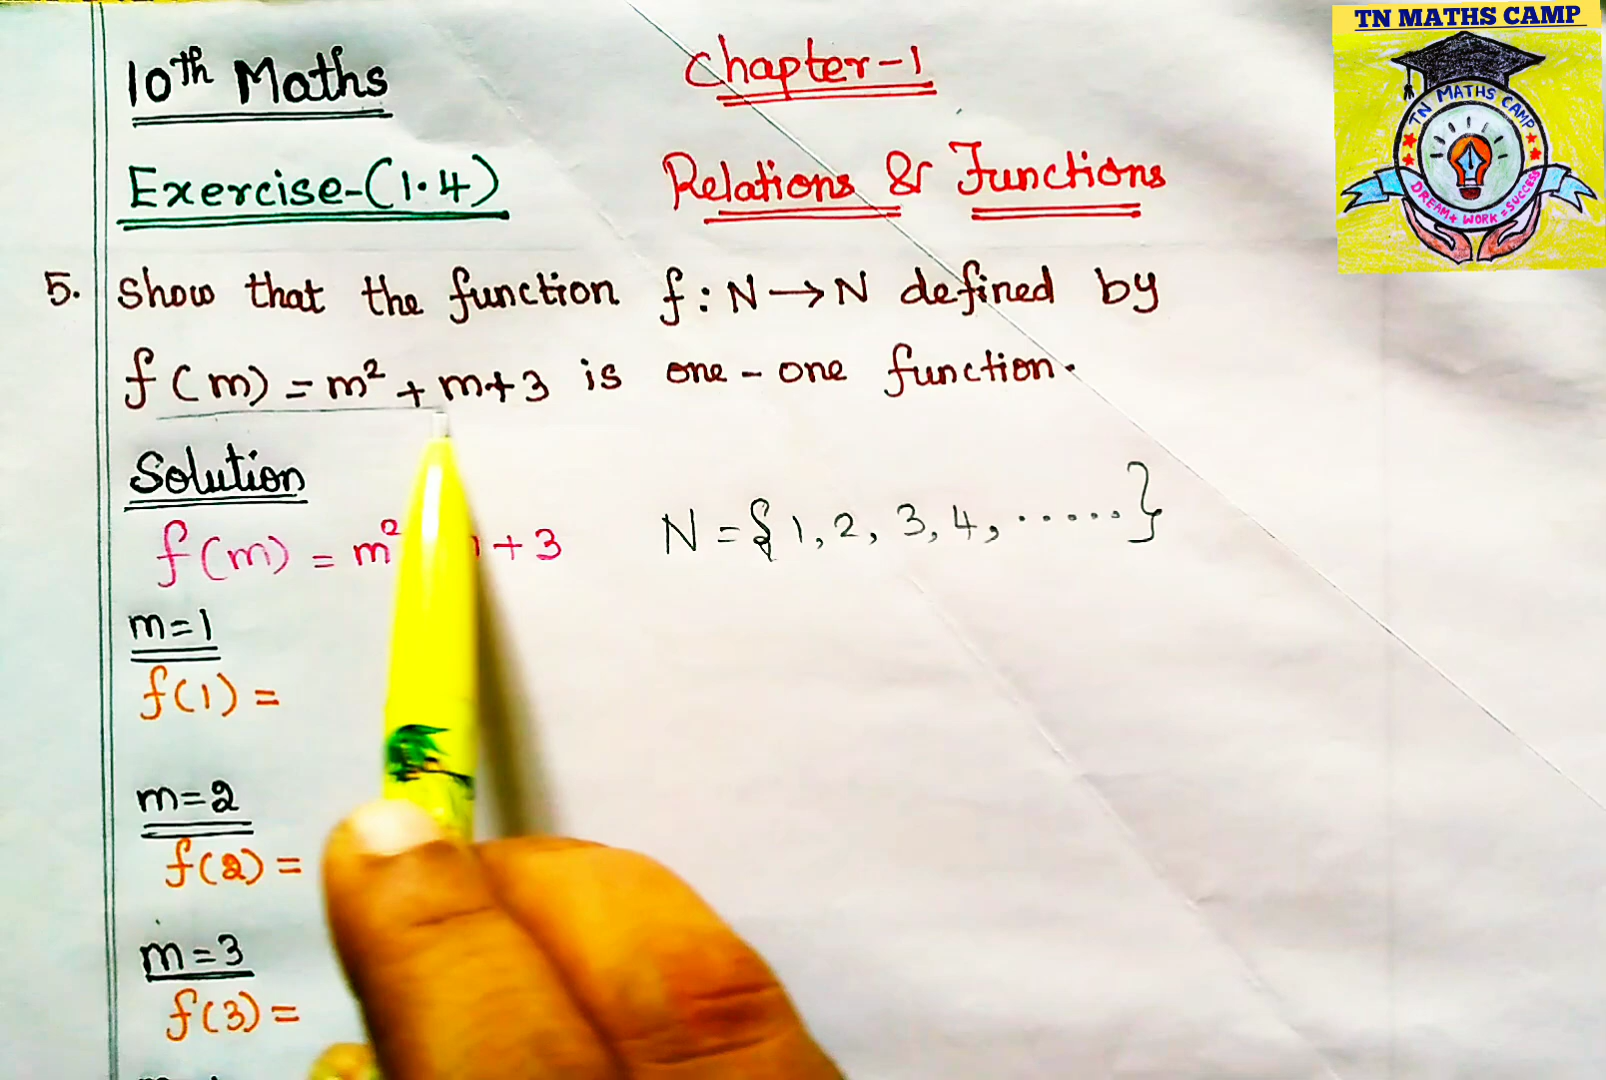 TN MATHS CAMP
10th Maths
Chapter-1
Exercise-(1.4)
Relations & Functions
TN MATHS CAMP
DREAM + WORK = SUCCESS
5. Show that the function f : N → N defined by
f(m) = m² + m + 3 is one-one function.
Solution
f(m) = m² + 3
N = {1, 2, 3, 4, ......}
m=1
f(1) =
m=2
f(2) =
m=3
f(3) =